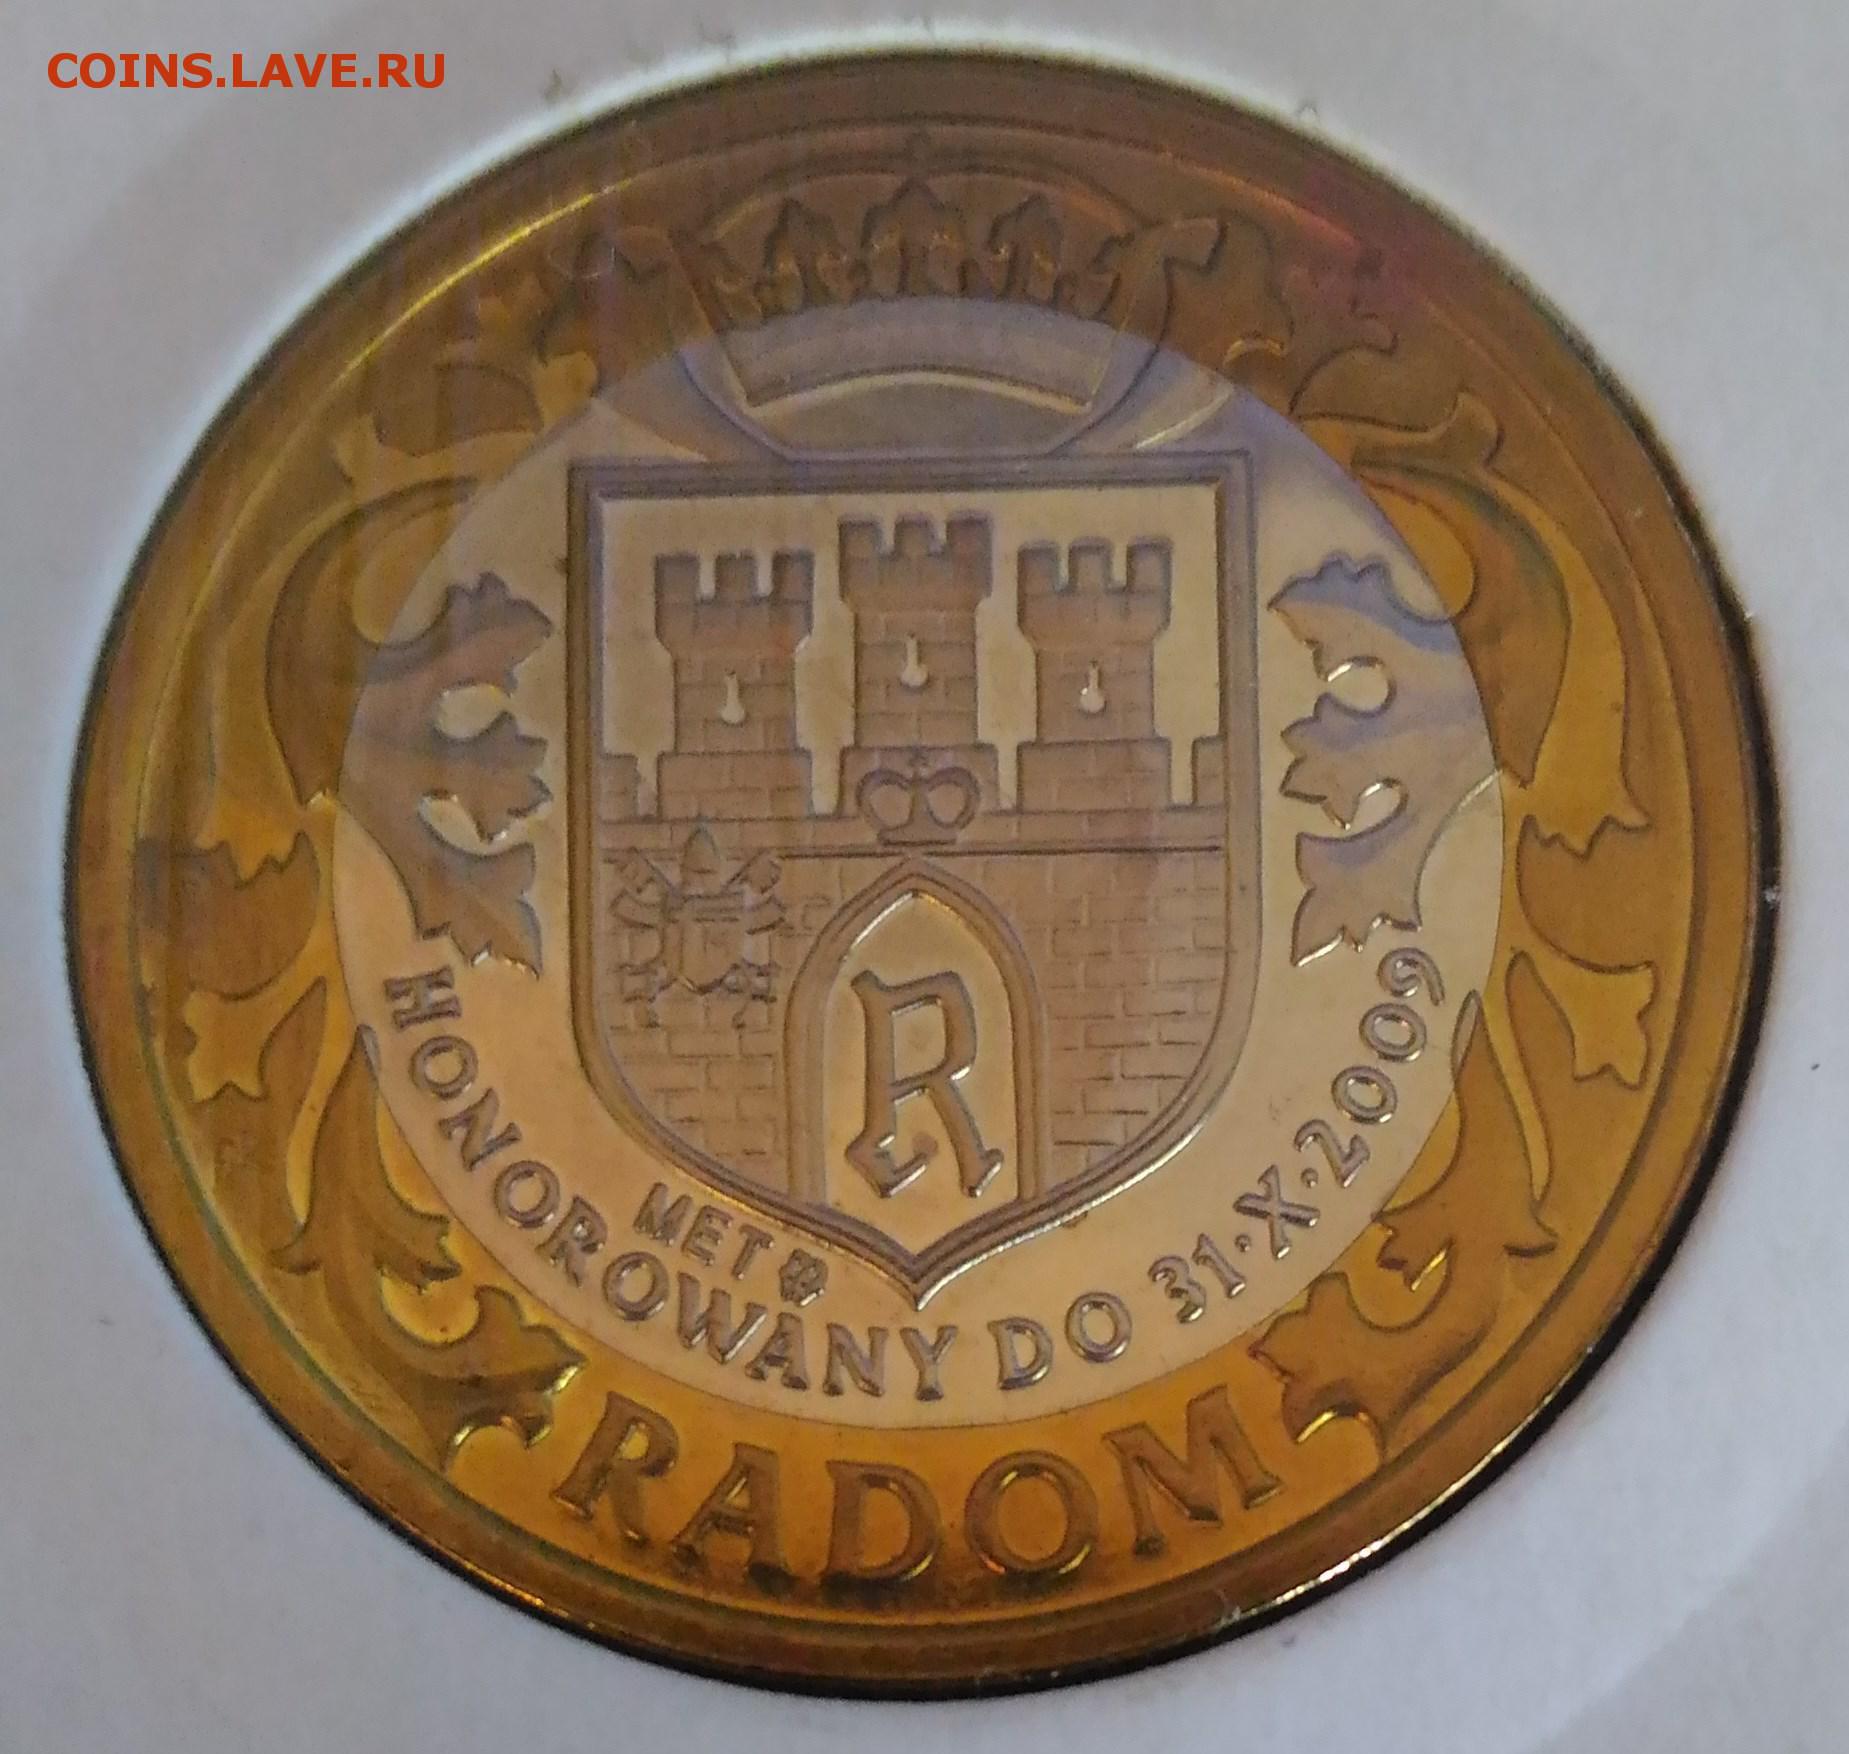 COINS.LAVE.RU
R
MET
HONOROWANY DO 31·X·2009
RADOM